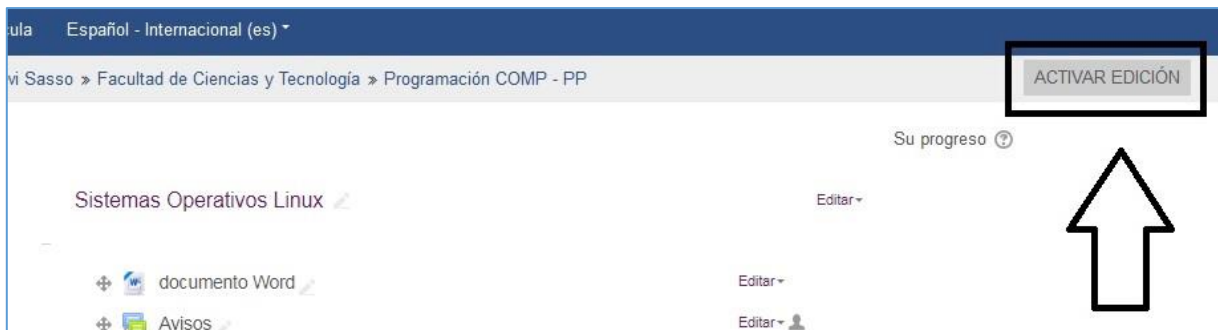 ula Español - Internacional (es)
vi Sasso » Facultad de Ciencias y Tecnología » Programación COMP - PP
ACTIVAR EDICIÓN
Su progreso
Sistemas Operativos Linux Editar
documento Word Editar
Avisos Editar